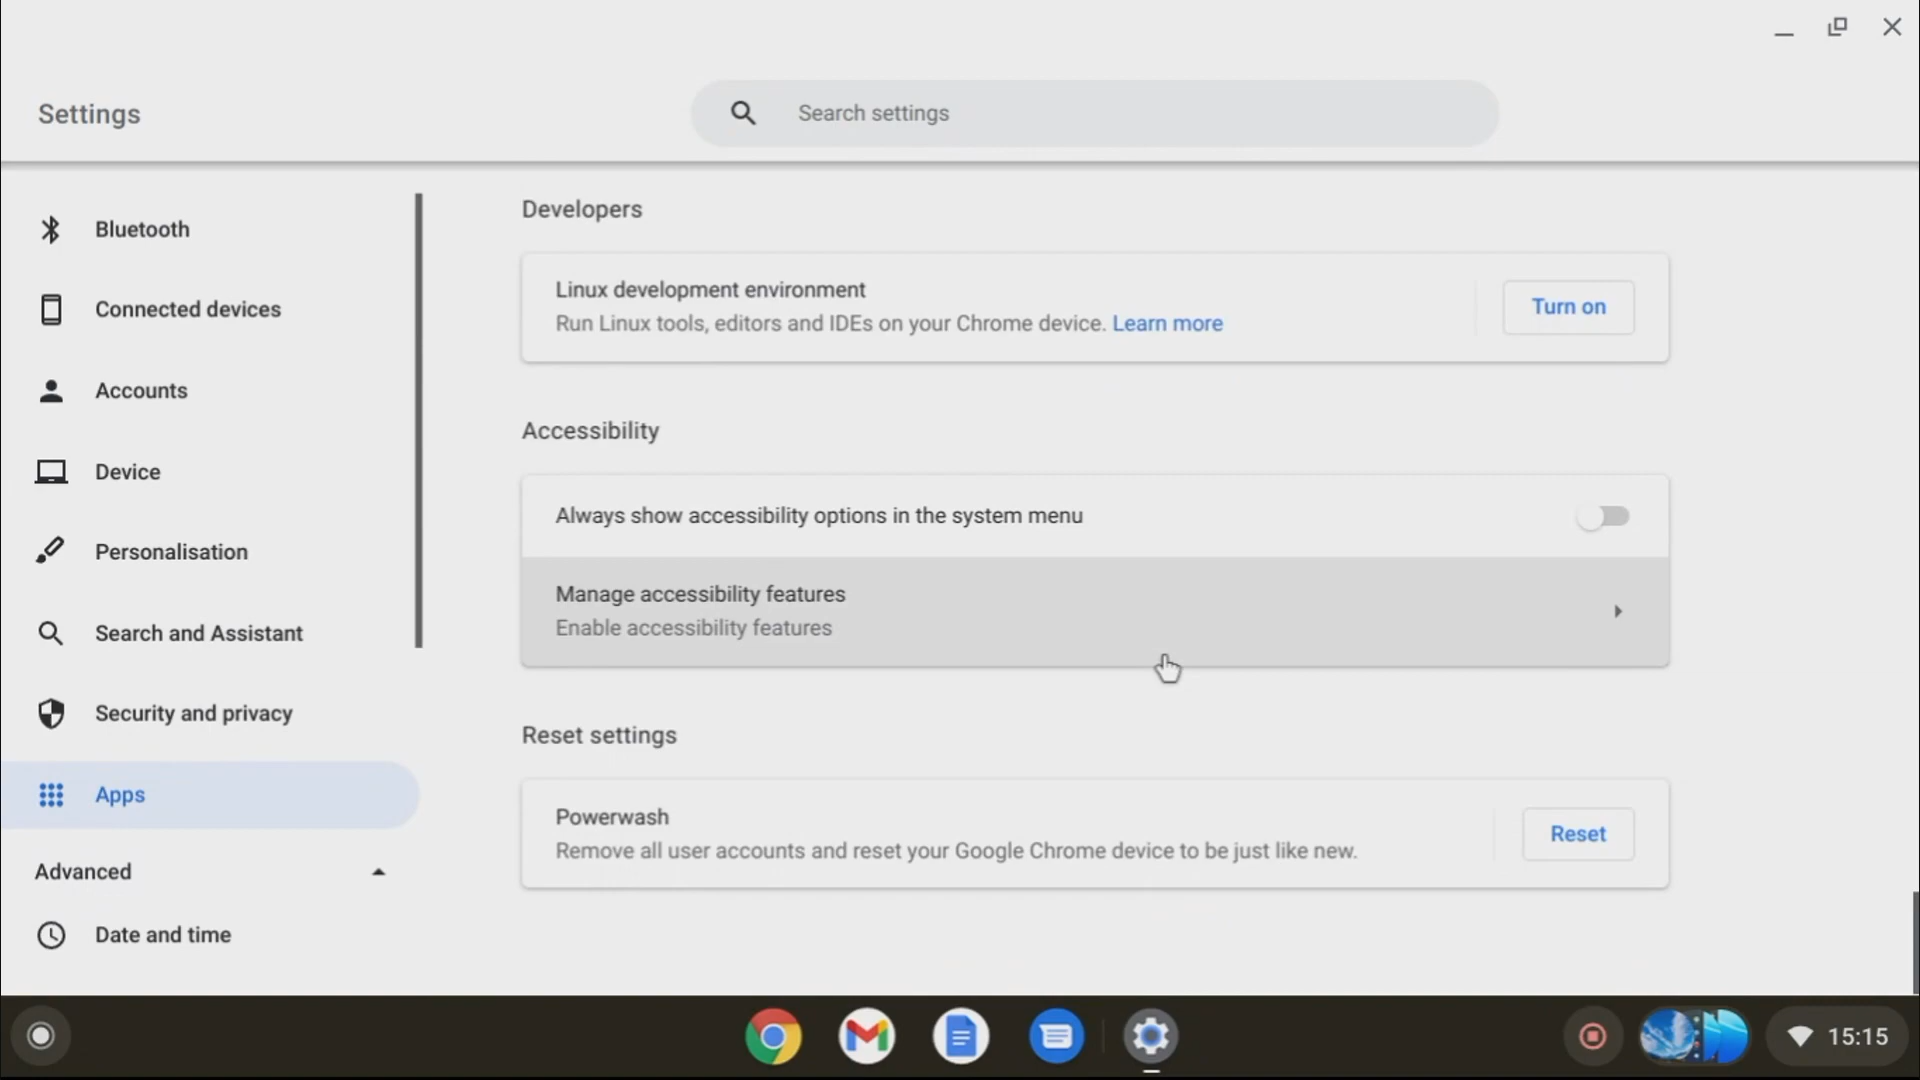 Settings
Search settings
Bluetooth
Connected devices
Accounts
Device
Personalisation
Search and Assistant
Security and privacy
Apps
Advanced
Date and time
Developers
Linux development environment
Run Linux tools, editors and IDEs on your Chrome device. Learn more
Turn on
Accessibility
Always show accessibility options in the system menu
Manage accessibility features
Enable accessibility features
Reset settings
Powerwash
Remove all user accounts and reset your Google Chrome device to be just like new.
Reset
15:15